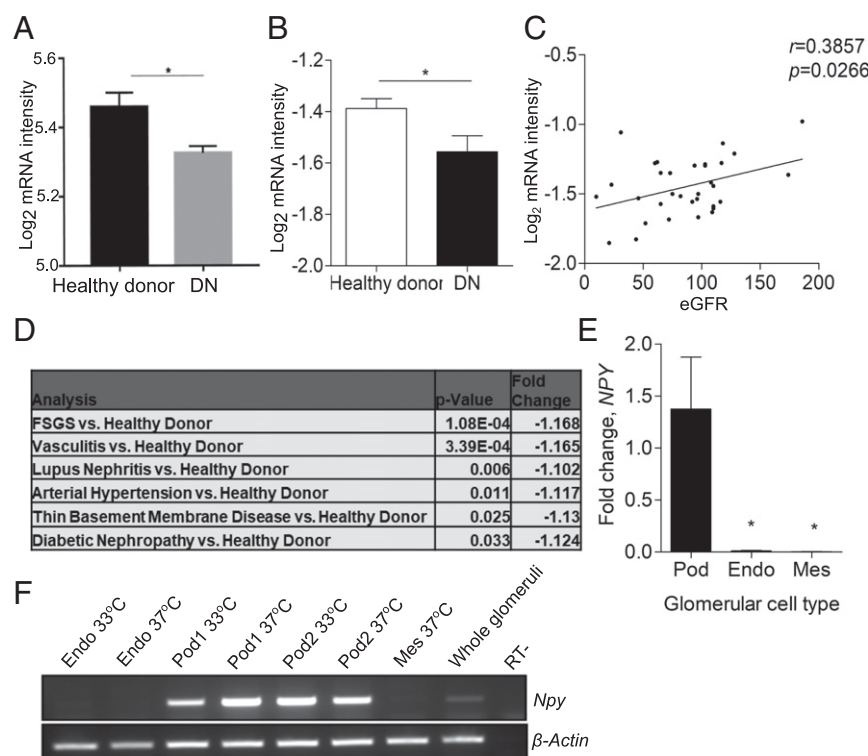 A
Log2 mRNA intensity
5.6
5.4
5.2
5.0
*
Healthy donor
DN
B
Log2 mRNA intensity
-1.2
-1.4
-1.6
-1.8
-2.0
*
Healthy donor
DN
C
r=0.3857
p=0.0266
Log2 mRNA intensity
-0.5
-1.0
-1.5
-2.0
0 50 100 150 200
eGFR
D
Analysis p-Value Fold Change
FSGS vs. Healthy Donor 1.08E-04 -1.168
Vasculitis vs. Healthy Donor 3.39E-04 -1.165
Lupus Nephritis vs. Healthy Donor 0.006 -1.102
Arterial Hypertension vs. Healthy Donor 0.011 -1.117
Thin Basement Membrane Disease vs. Healthy Donor 0.025 -1.13
Diabetic Nephropathy vs. Healthy Donor 0.033 -1.124
E
Fold change, NPY
2.0
1.5
1.0
0.5
0.0
* *
Pod Endo Mes
Glomerular cell type
F
Endo 33ºC
Endo 37ºC
Pod1 33ºC
Pod1 37ºC
Pod2 33ºC
Pod2 37ºC
Mes 37ºC
Whole glomeruli
RT-
Npy
β-Actin